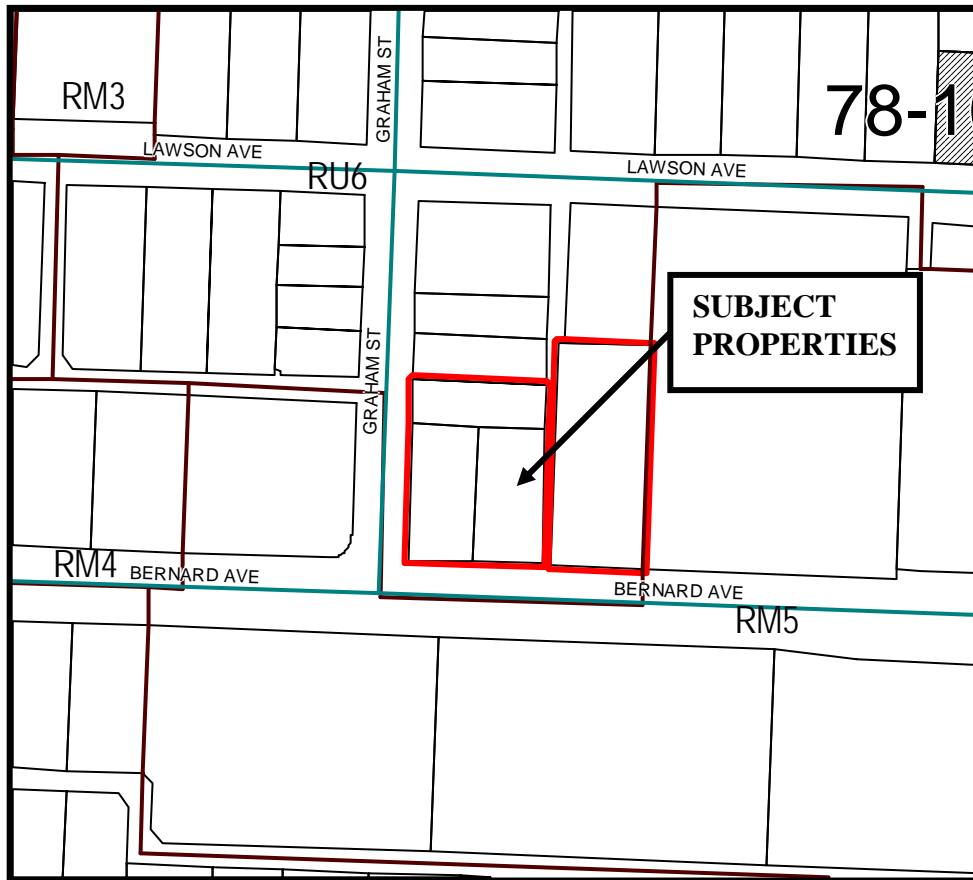 GRAHAM ST
RM3
78-1
LAWSON AVE
LAWSON AVE
RU6
SUBJECT
PROPERTIES
GRAHAM ST
RM4
BERNARD AVE
BERNARD AVE
RM5